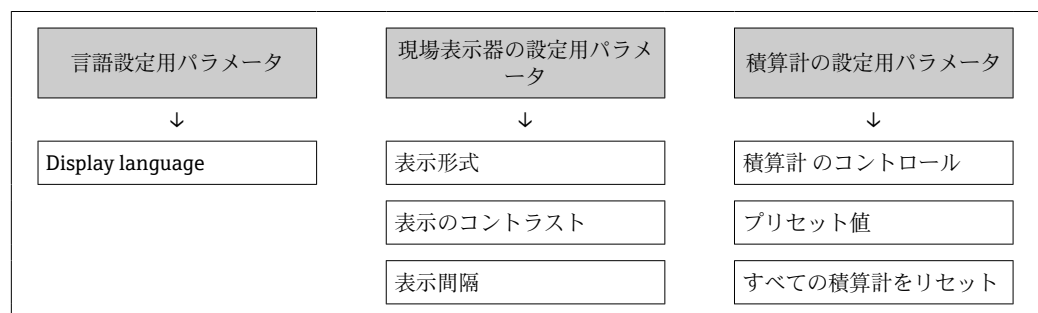 言語設定用パラメータ
↓
Display language
現場表示器の設定用パラメ
ータ
↓
表示形式
表示のコントラスト
表示間隔
積算計の設定用パラメータ
↓
積算計 のコントロール
プリセット値
すべての積算計をリセット